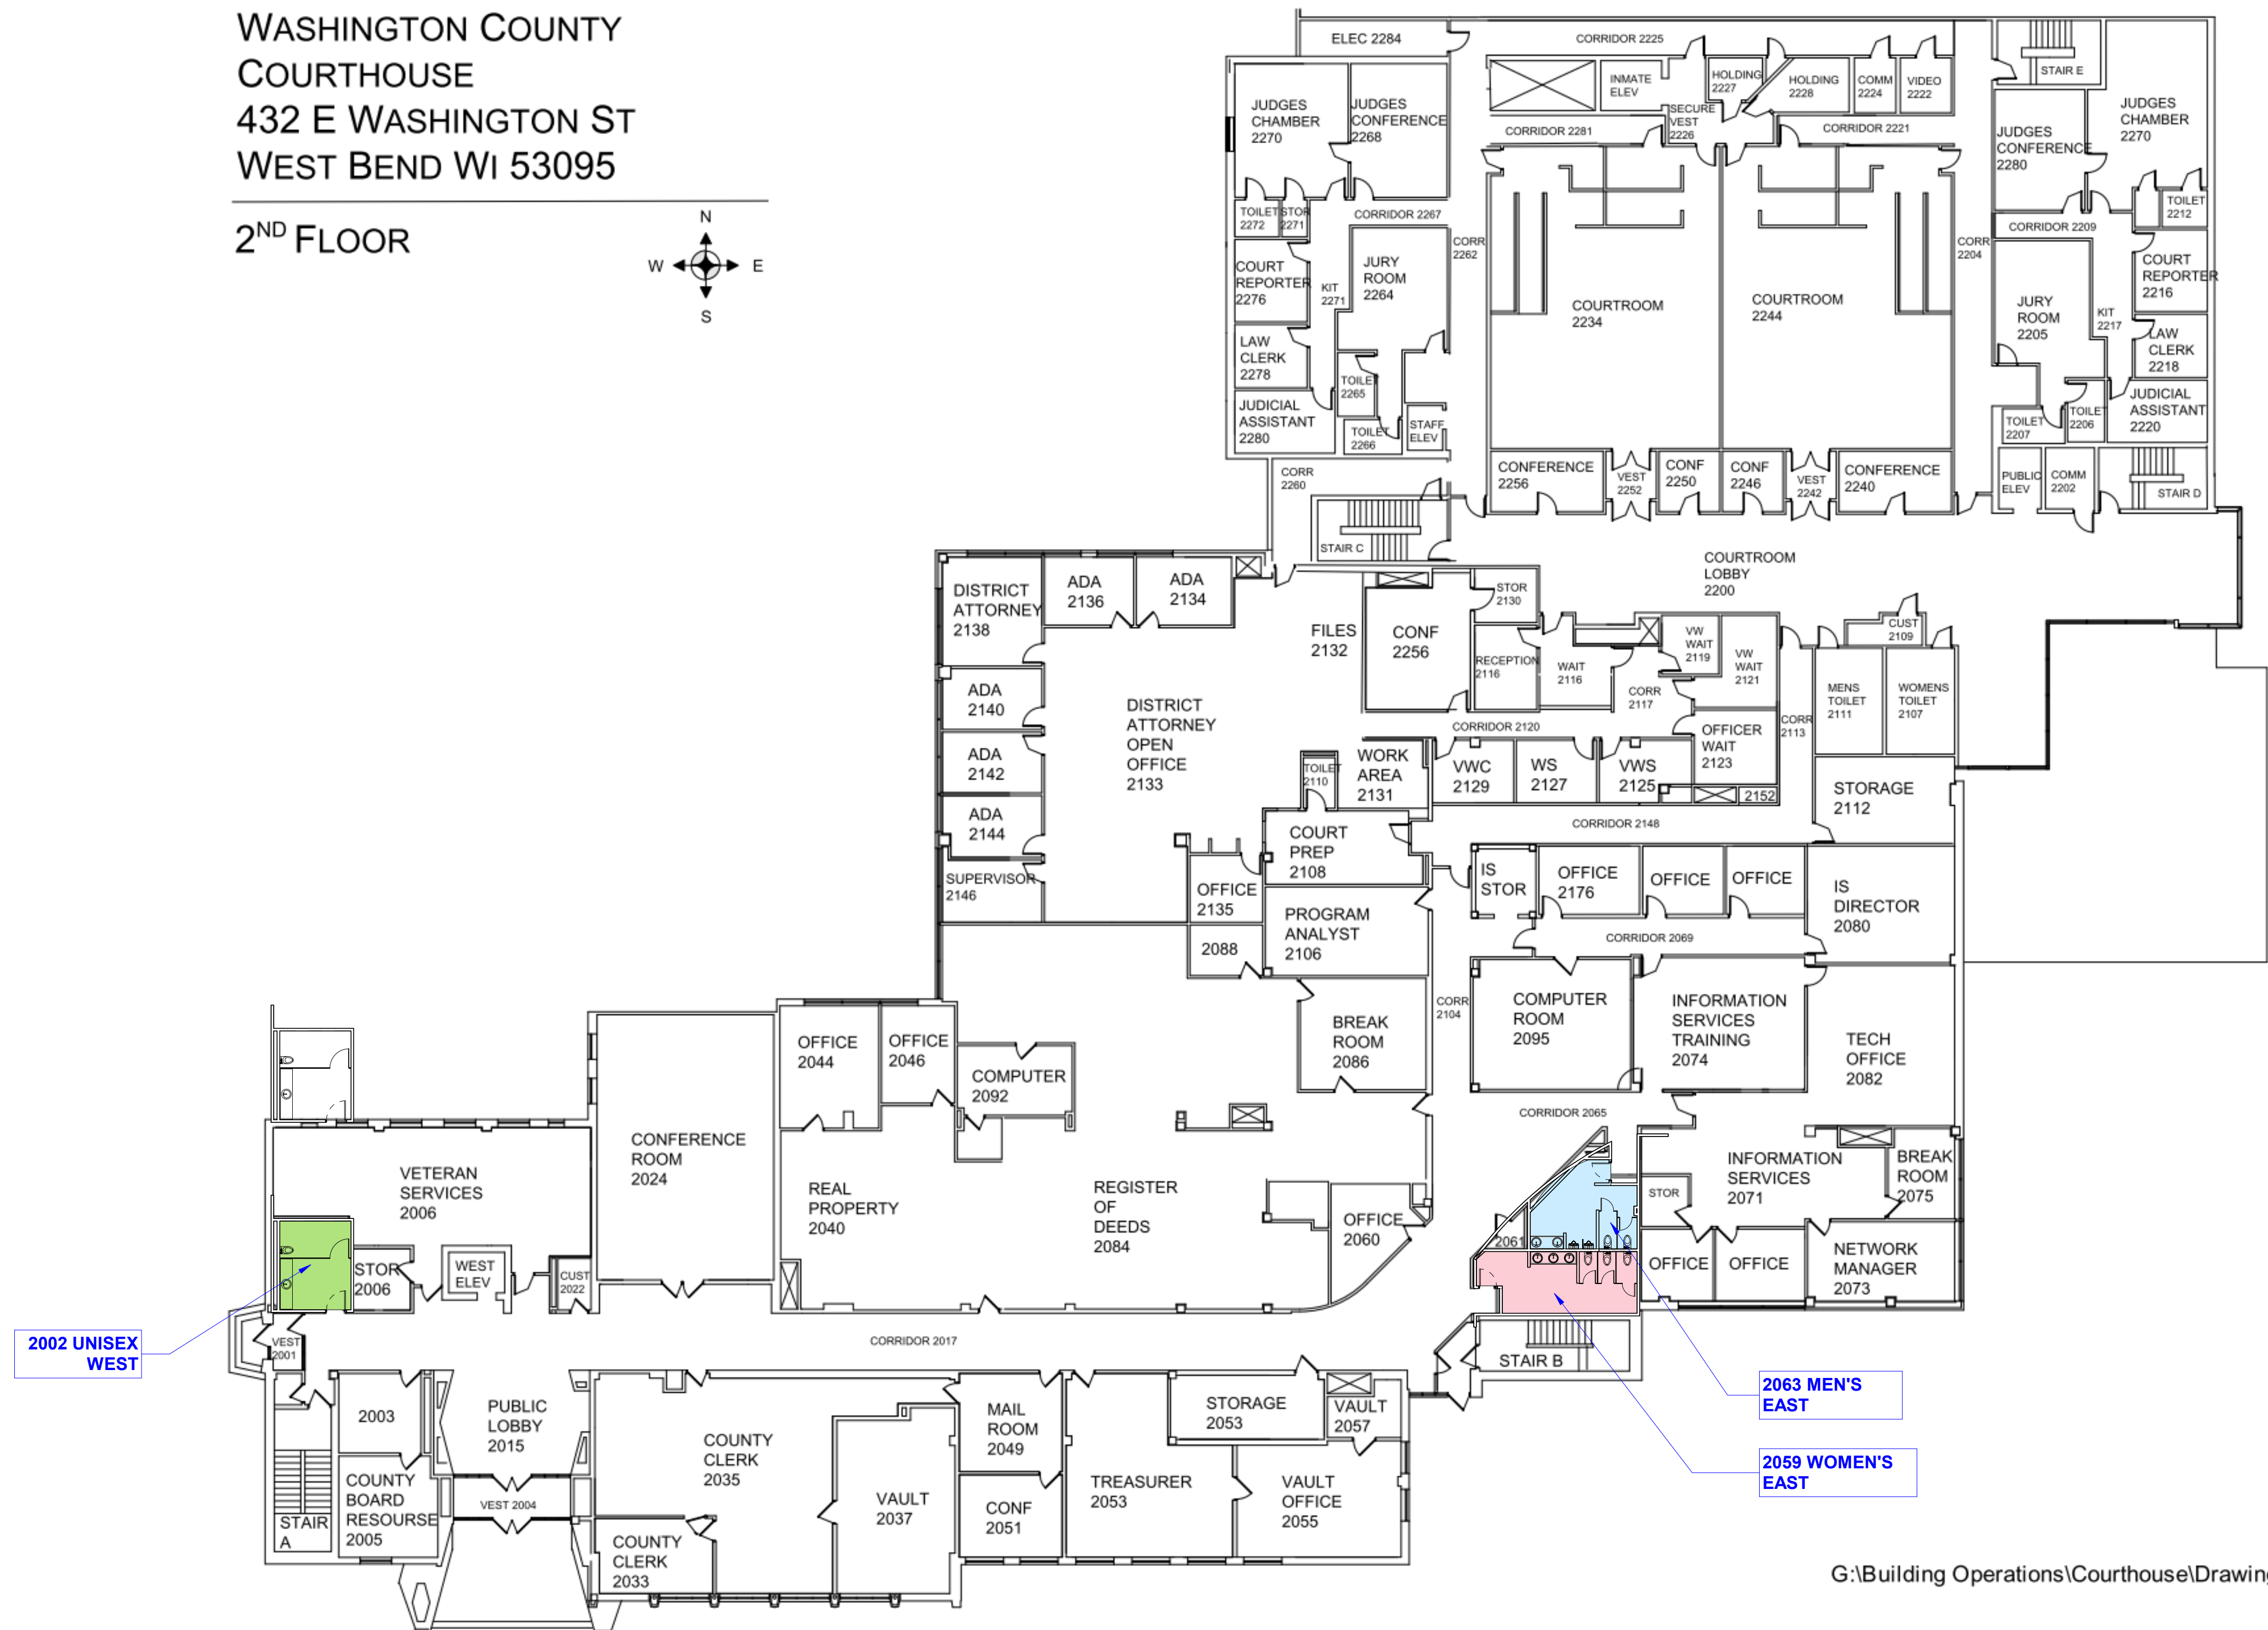 WASHINGTON COUNTY
COURTHOUSE
432 E WASHINGTON ST
WEST BEND WI 53095
2ND FLOOR
N
W
E
S
ELEC 2284
CORRIDOR 2225
INMATE
ELEV
HOLDING
2227
HOLDING
2228
COMM
2224
VIDEO
2222
STAIR E
JUDGES
CHAMBER
2270
JUDGES
CONFERENCE
2268
SECURE
VEST
2226
CORRIDOR 2281
CORRIDOR 2221
JUDGES
CONFERENCE
2280
JUDGES
CHAMBER
2270
TOILET
2272
STOR
2271
CORRIDOR 2267
TOILET
2212
CORRIDOR 2209
COURT
REPORTER
2276
KIT
2271
JURY
ROOM
2264
CORR
2262
COURTROOM
2234
COURTROOM
2244
CORR
2204
JURY
ROOM
2205
KIT
2217
COURT
REPORTER
2216
LAW
CLERK
2278
LAW
CLERK
2218
TOILET
2265
JUDICIAL
ASSISTANT
2280
TOILET
2266
STAFF
ELEV
TOILET
2207
TOILET
2206
JUDICIAL
ASSISTANT
2220
CORR
2260
CONFERENCE
2256
VEST
2252
CONF
2250
CONF
2246
VEST
2242
CONFERENCE
2240
PUBLIC
ELEV
COMM
2202
STAIR D
STAIR C
COURTROOM
LOBBY
2200
DISTRICT
ATTORNEY
2138
ADA
2136
ADA
2134
FILES
2132
CONF
2256
STOR
2130
RECEPTION
2116
WAIT
2116
VW
WAIT
2119
VW
WAIT
2121
CUST
2109
ADA
2140
DISTRICT
ATTORNEY
OPEN
OFFICE
2133
CORR
2117
MENS
TOILET
2111
WOMENS
TOILET
2107
CORRIDOR 2120
OFFICER
WAIT
2123
CORR
2113
ADA
2142
TOILET
2110
WORK
AREA
2131
VWC
2129
WS
2127
VWS
2125
2152
STORAGE
2112
ADA
2144
COURT
PREP
2108
CORRIDOR 2148
SUPERVISOR
2146
OFFICE
2135
IS
STOR
OFFICE
2176
OFFICE
OFFICE
IS
DIRECTOR
2080
PROGRAM
ANALYST
2106
2088
CORRIDOR 2069
OFFICE
2044
OFFICE
2046
COMPUTER
2092
BREAK
ROOM
2086
CORR
2104
COMPUTER
ROOM
2095
INFORMATION
SERVICES
TRAINING
2074
TECH
OFFICE
2082
CORRIDOR 2065
VETERAN
SERVICES
2006
CONFERENCE
ROOM
2024
REAL
PROPERTY
2040
REGISTER
OF
DEEDS
2084
OFFICE
2060
INFORMATION
SERVICES
2071
BREAK
ROOM
2075
STOR
2061
STOR
2006
WEST
ELEV
CUST
2022
OFFICE
OFFICE
NETWORK
MANAGER
2073
2002 UNISEX
WEST
VEST
2001
CORRIDOR 2017
STAIR B
2063 MEN'S
EAST
2059 WOMEN'S
EAST
2003
PUBLIC
LOBBY
2015
COUNTY
CLERK
2035
MAIL
ROOM
2049
STORAGE
2053
VAULT
2057
COUNTY
BOARD
RESOURSE
2005
VEST 2004
STAIR
A
COUNTY
CLERK
2033
VAULT
2037
CONF
2051
TREASURER
2053
VAULT
OFFICE
2055
G:\Building Operations\Courthouse\Drawing